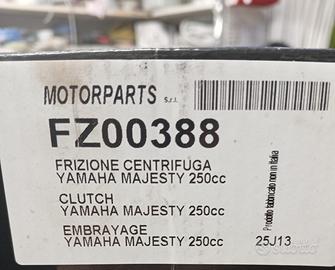 MOTORPARTS S.r.l.
FZ00388
FRIZIONE CENTRIFUGA
YAMAHA MAJESTY 250cc
CLUTCH
YAMAHA MAJESTY 250cc
EMBRAYAGE
YAMAHA MAJESTY 250cc
25J13
Prodotto fabbricato non in Italia
subito